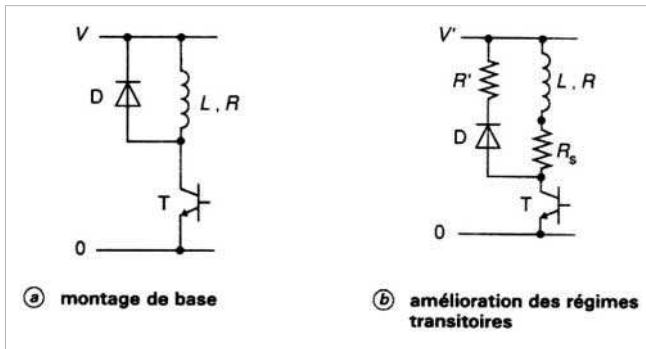 V
D
L , R
T
0
ⓐ montage de base
V'
R'
L , R
D
Rs
T
0
ⓑ amélioration des régimes
transitoires